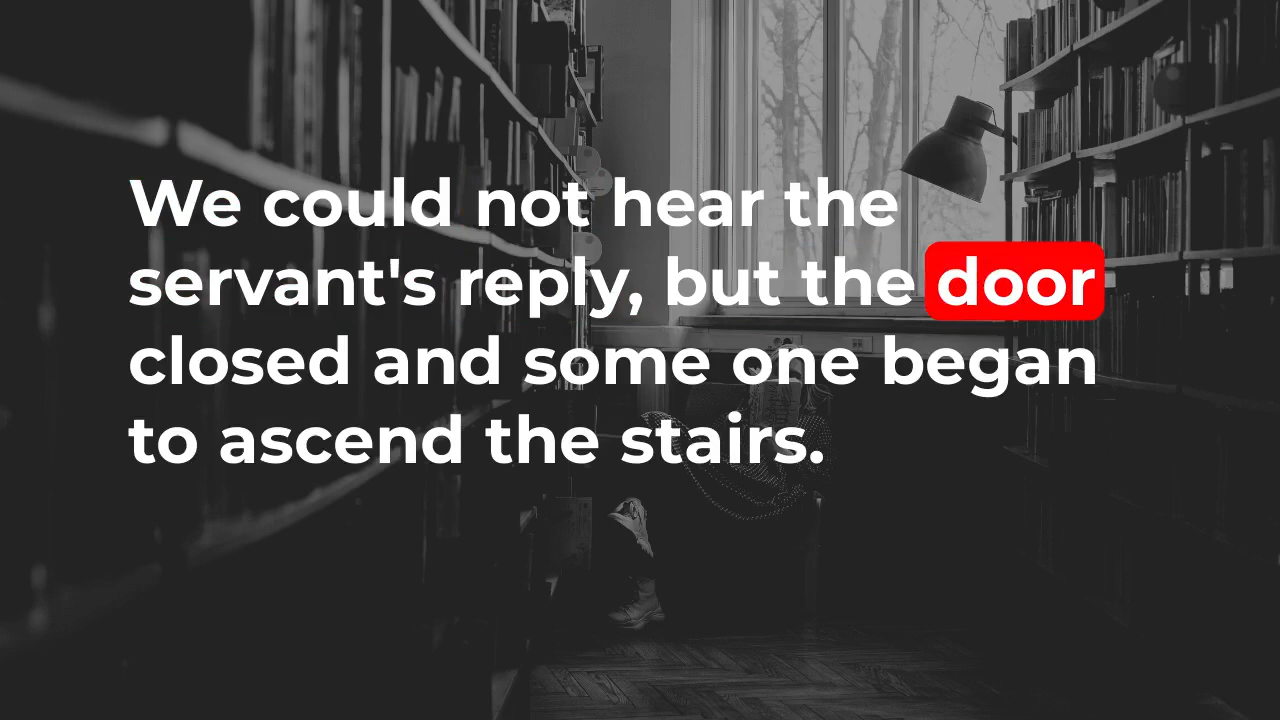 We could not hear the
servant's reply, but the door
closed and some one began
to ascend the stairs.